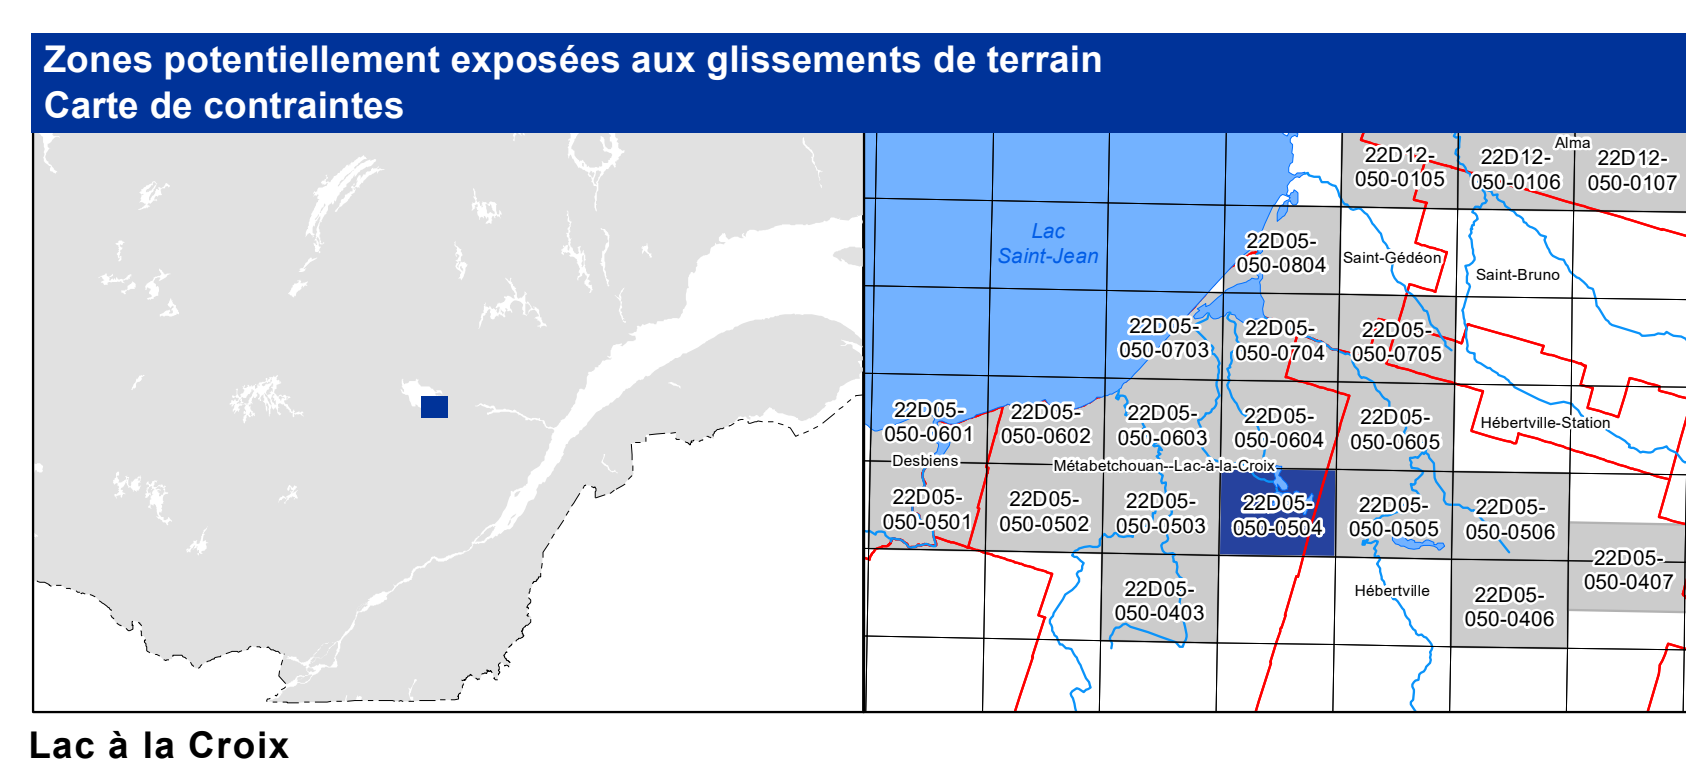 Zones potentiellement exposées aux glissements de terrain
Carte de contraintes
Alma
22D12-
050-0105
22D12-
050-0106
22D12-
050-0107
Lac
Saint-Jean
22D05-
050-0804
Saint-Gédéon
Saint-Bruno
22D05-
050-0703
22D05-
050-0704
22D05-
050-0705
22D05-
050-0601
22D05-
050-0602
22D05-
050-0603
22D05-
050-0604
22D05-
050-0605
Hébertville-Station
Desbiens
Métabetchouan--Lac-à-la-Croix
22D05-
050-0501
22D05-
050-0502
22D05-
050-0503
22D05-
050-0504
22D05-
050-0505
22D05-
050-0506
22D05-
050-0407
22D05-
050-0403
Hébertville
22D05-
050-0406
Lac à la Croix